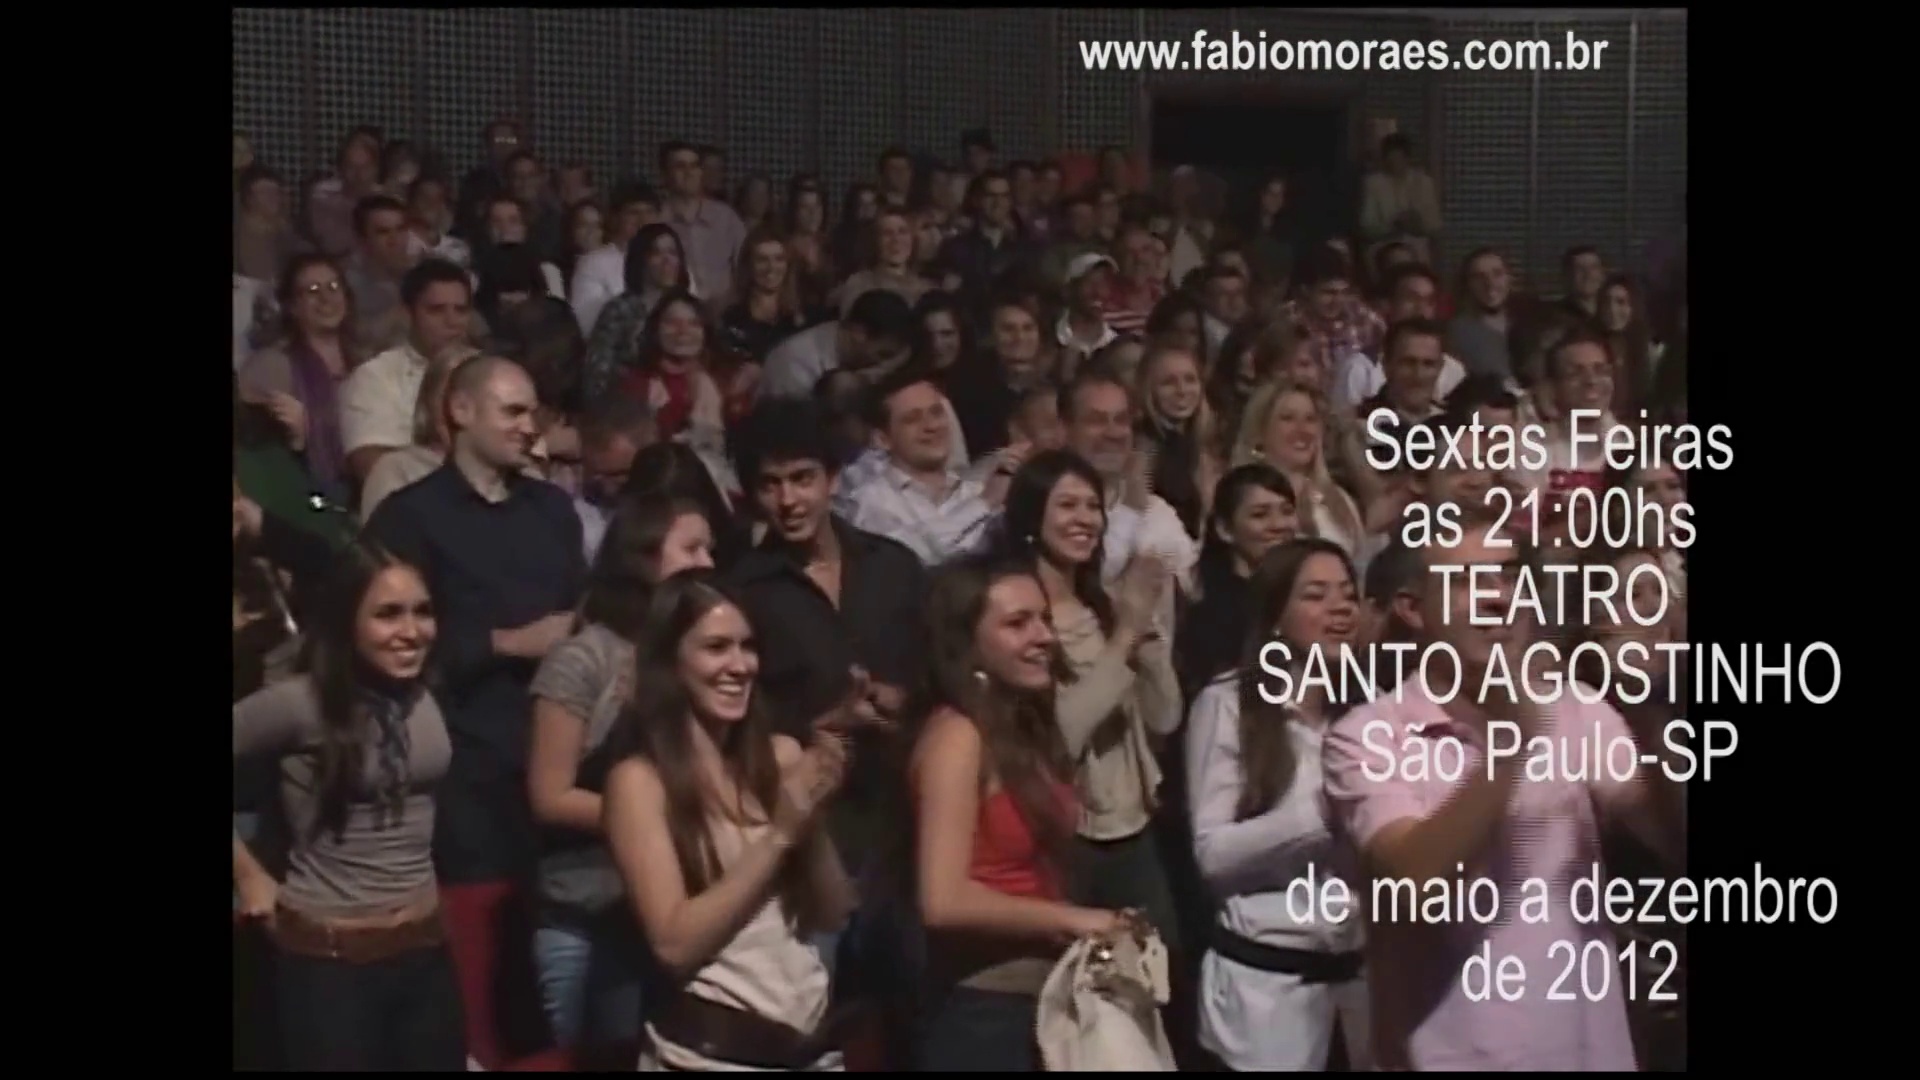 www.fabiomoraes.com.br
Sextas Feiras
as 21:00hs
TEATRO
SANTO AGOSTINHO
São Paulo-SP
de maio a dezembro
de 2012